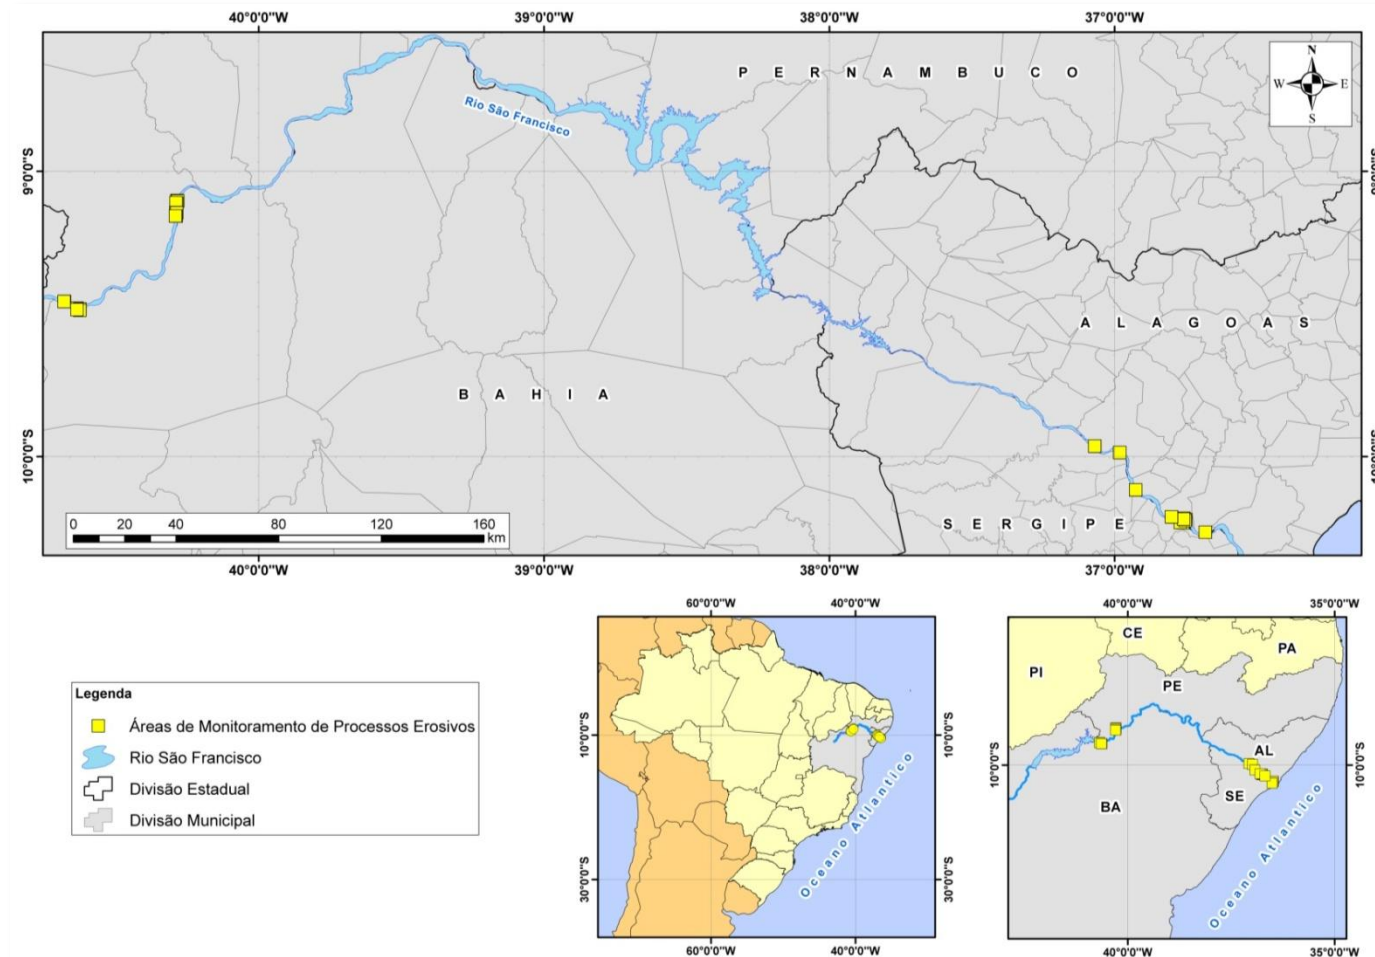 40°0'0"W 39°0'0"W 38°0'0"W 37°0'0"W
P E R N A M B U C O
N
W E
S
Rio São Francisco
9°0'0"S
A L A G O A S
B A H I A
10°0'0"S
S E R G I P E
0 20 40 80 120 160
km
40°0'0"W 39°0'0"W 38°0'0"W 37°0'0"W
Legenda
Áreas de Monitoramento de Processos Erosivos
Rio São Francisco
Divisão Estadual
Divisão Municipal
60°0'0"W 40°0'0"W
10°0'0"S 10°0'0"S
30°0'0"S 30°0'0"S
Oceano Atlantico
60°0'0"W 40°0'0"W
40°0'0"W 35°0'0"W
CE
PA
PI
PE
10°0'0"S AL 10°0'0"S
SE
BA
Oceano Atlantico
40°0'0"W 35°0'0"W